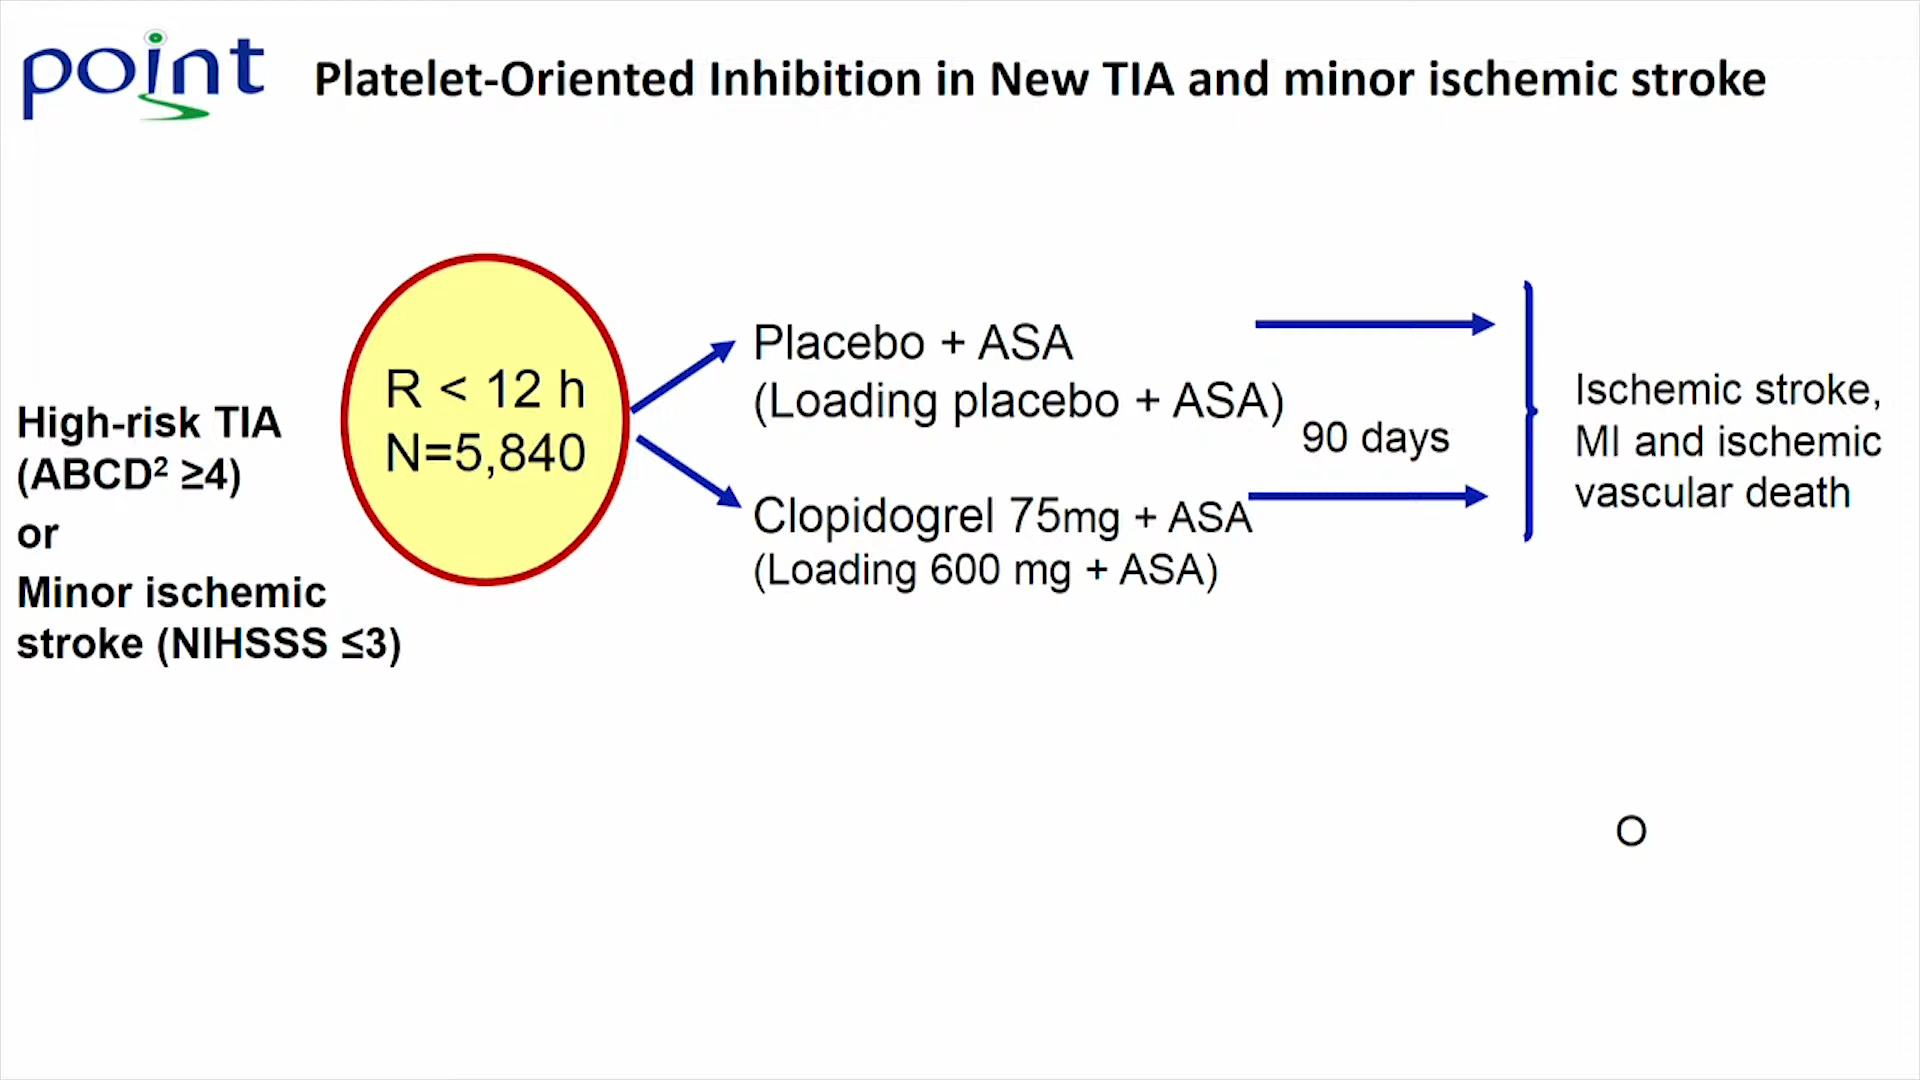 point
Platelet-Oriented Inhibition in New TIA and minor ischemic stroke
High-risk TIA
(ABCD² ≥4)
or
Minor ischemic
stroke (NIHSSS ≤3)
R < 12 h
N=5,840
Placebo + ASA
(Loading placebo + ASA)
Clopidogrel 75mg + ASA
(Loading 600 mg + ASA)
90 days
Ischemic stroke,
MI and ischemic
vascular death
O